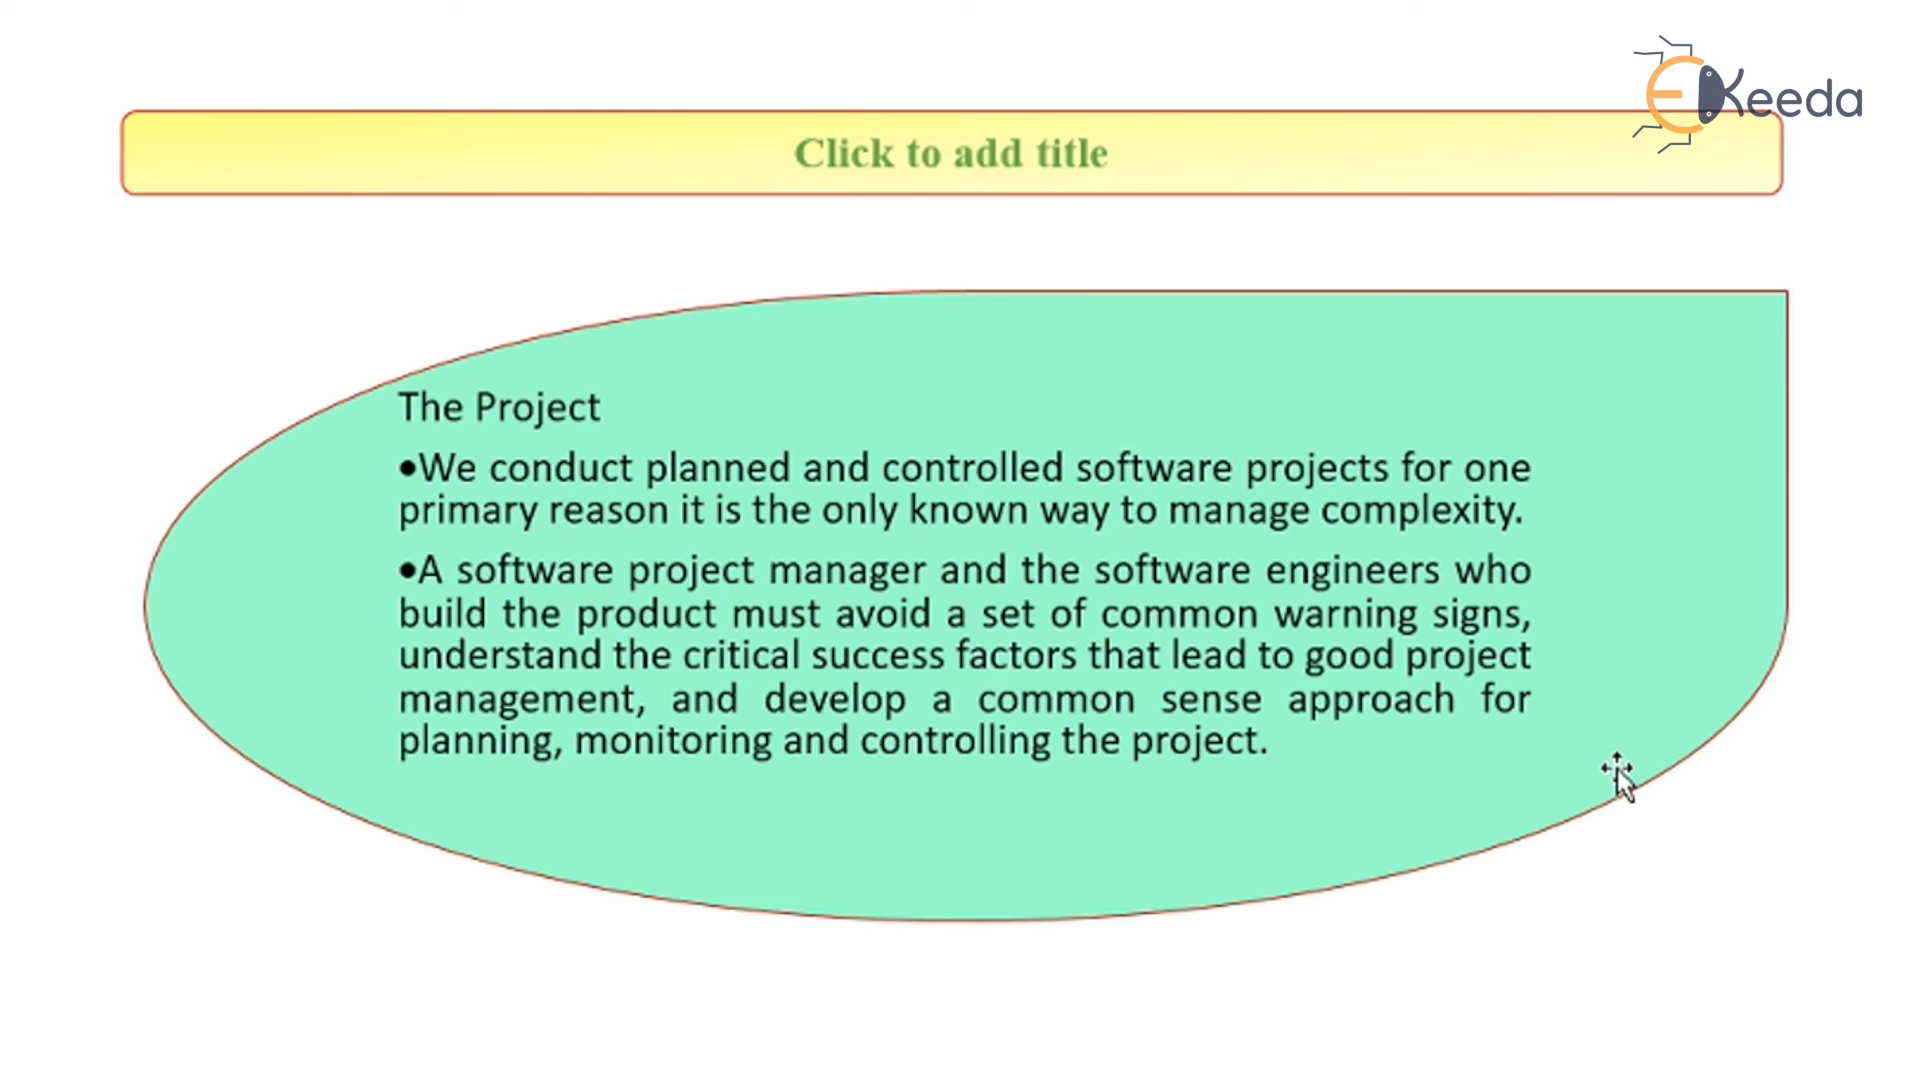 EKeeda
Click to add title
The Project
•We conduct planned and controlled software projects for one
primary reason it is the only known way to manage complexity.
•A software project manager and the software engineers who
build the product must avoid a set of common warning signs,
understand the critical success factors that lead to good project
management, and develop a common sense approach for
planning, monitoring and controlling the project.